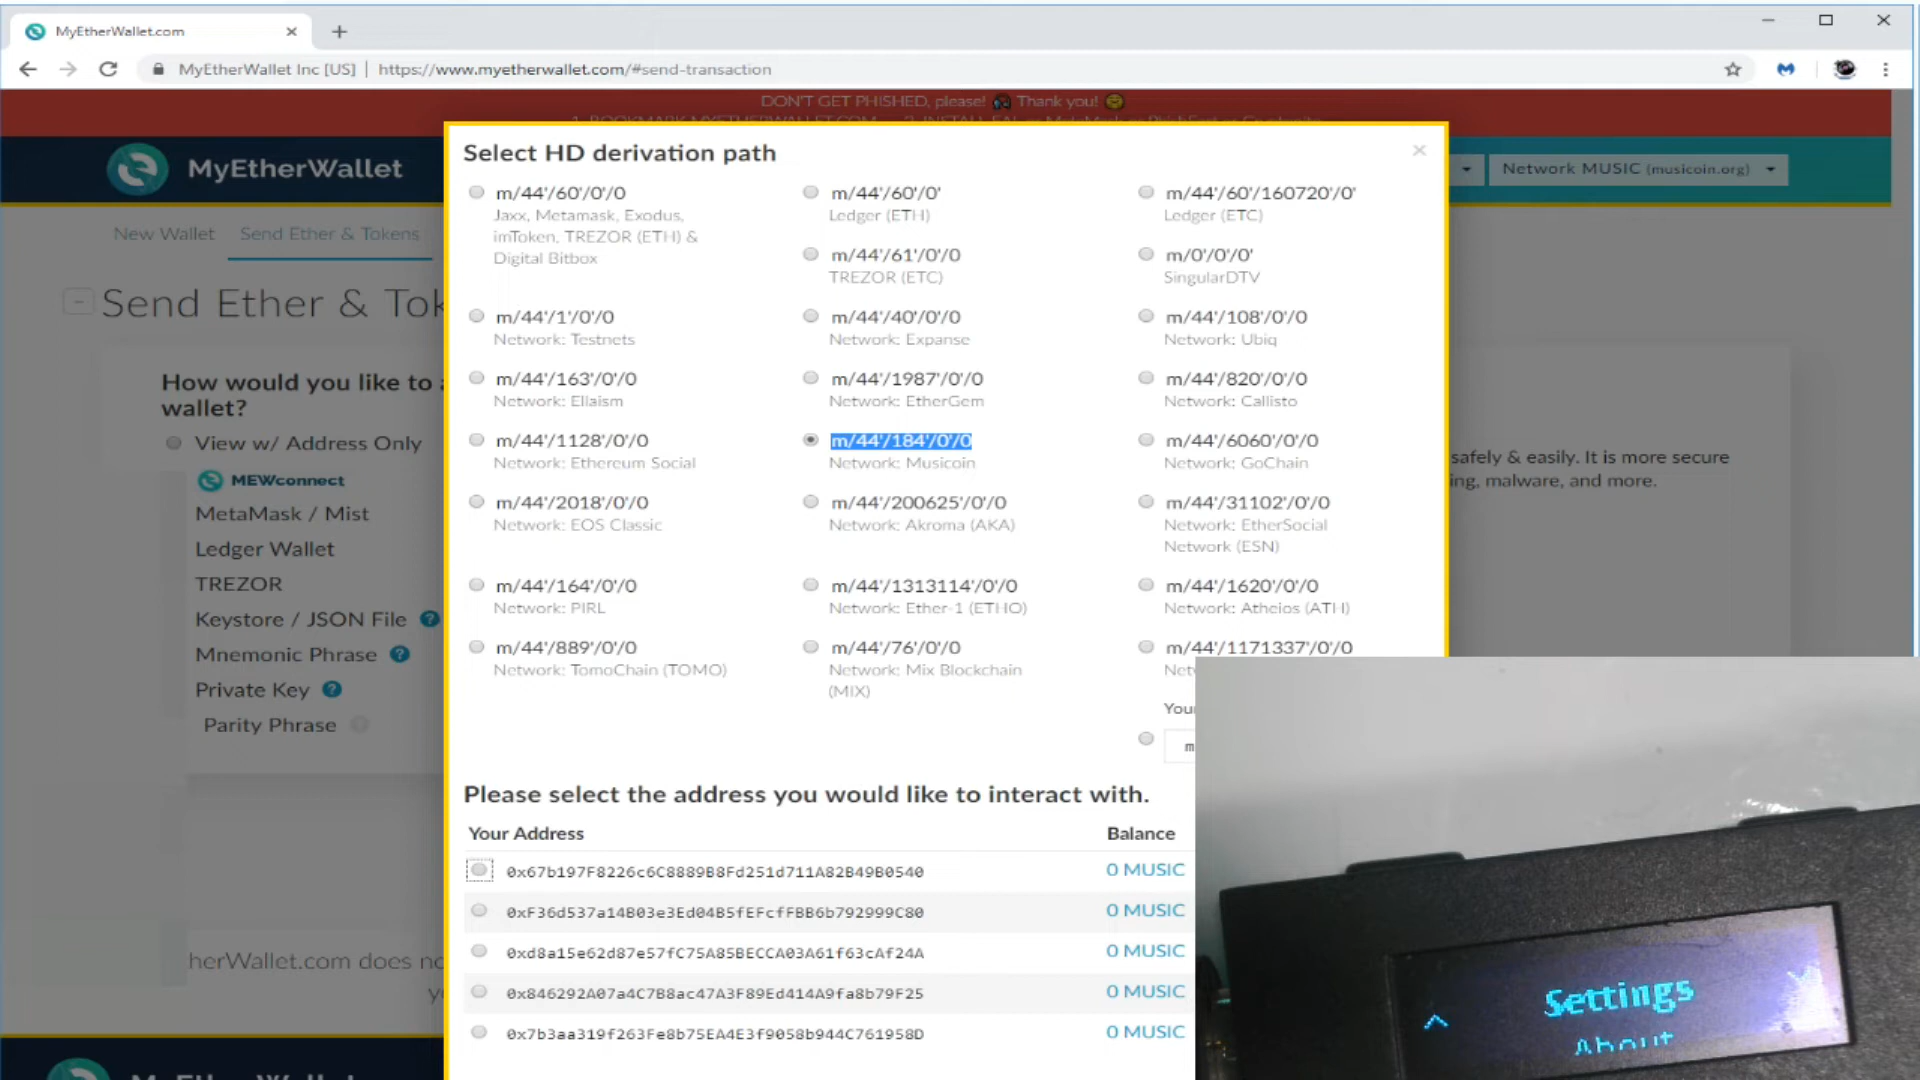 MyEtherWallet.com
MyEtherWallet Inc [US] | https://www.myetherwallet.com/#send-transaction
DON'T GET PHISHED, please! Thank you!
MyEtherWallet
Network MUSIC (musicoin.org)
New Wallet
Send Ether & Tokens
Send Ether & Tok
How would you like to a
wallet?
View w/ Address Only
MEWconnect
MetaMask / Mist
Ledger Wallet
TREZOR
Keystore / JSON File ?
Mnemonic Phrase ?
Private Key ?
Parity Phrase
safely & easily. It is more secure
ing, malware, and more.
herWallet.com does no
Select HD derivation path
m/44'/60'/0'/0
Jaxx, Metamask, Exodus,
imToken, TREZOR (ETH) &
Digital Bitbox
m/44'/60'/0'
Ledger (ETH)
m/44'/60'/160720'/0'
Ledger (ETC)
m/44'/61'/0'/0
TREZOR (ETC)
m/0'/0'/0'
SingularDTV
m/44'/1'/0'/0
Network: Testnets
m/44'/40'/0'/0
Network: Expanse
m/44'/108'/0'/0
Network: Ubiq
m/44'/163'/0'/0
Network: Ellaism
m/44'/1987'/0'/0
Network: EtherGem
m/44'/820'/0'/0
Network: Callisto
m/44'/1128'/0'/0
Network: Ethereum Social
m/44'/184'/0'/0
Network: Musicoin
m/44'/6060'/0'/0
Network: GoChain
m/44'/2018'/0'/0
Network: EOS Classic
m/44'/200625'/0'/0
Network: Akroma (AKA)
m/44'/31102'/0'/0
Network: EtherSocial
Network (ESN)
m/44'/164'/0'/0
Network: PIRL
m/44'/1313114'/0'/0
Network: Ether-1 (ETHO)
m/44'/1620'/0'/0
Network: Atheios (ATH)
m/44'/889'/0'/0
Network: TomoChain (TOMO)
m/44'/76'/0'/0
Network: Mix Blockchain
(MIX)
m/44'/1171337'/0'/0
Net
You
m
Please select the address you would like to interact with.
Your Address Balance
0x67b197F8226c6C8889B8Fd251d711A82B49B0540 0 MUSIC
0xF36d537a14B03e3Ed04B5fEFcfFBB6b792999C80 0 MUSIC
0xd8a15e62d87e57fC75A85BECCA03A61f63cAf24A 0 MUSIC
0x846292A07a4C7B8ac47A3F89Ed414A9fa8b79F25 0 MUSIC
0x7b3aa319f263Fe8b75EA4E3f9058b944C761958D 0 MUSIC
Settings
About